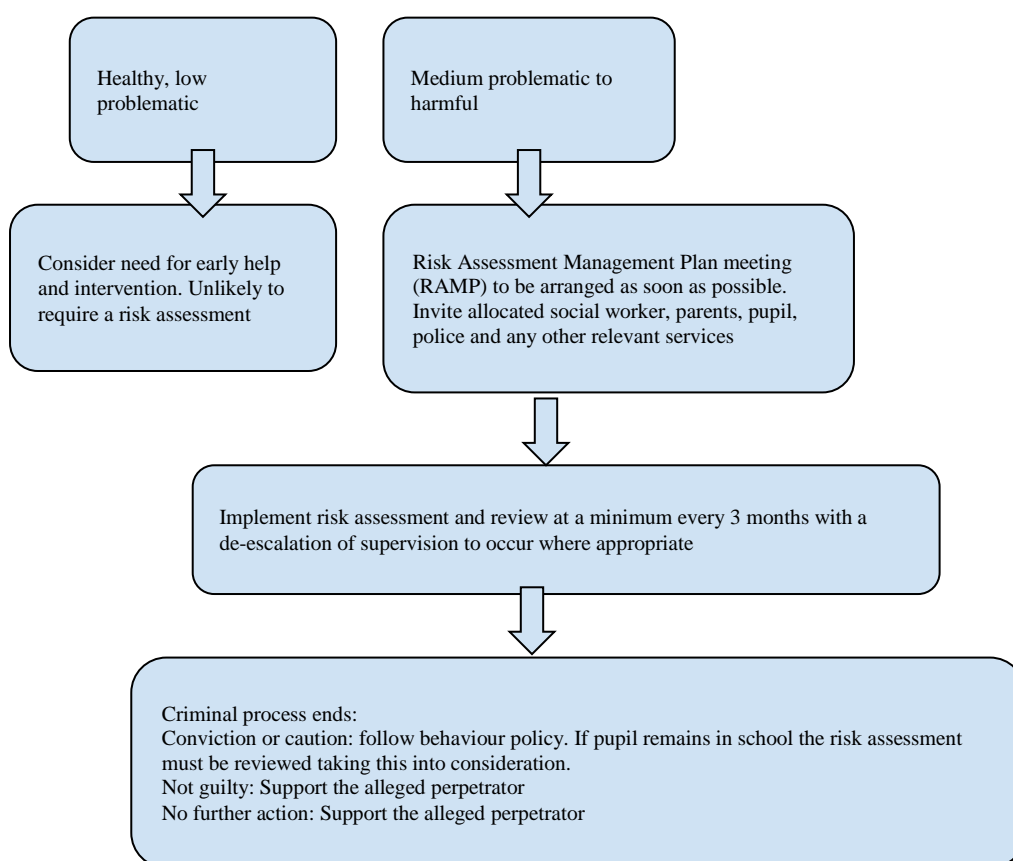 Healthy, low
problematic
Medium problematic to
harmful
Consider need for early help
and intervention. Unlikely to
require a risk assessment
Risk Assessment Management Plan meeting
(RAMP) to be arranged as soon as possible.
Invite allocated social worker, parents, pupil,
police and any other relevant services
Implement risk assessment and review at a minimum every 3 months with a
de-escalation of supervision to occur where appropriate
Criminal process ends:
Conviction or caution: follow behaviour policy. If pupil remains in school the risk assessment
must be reviewed taking this into consideration.
Not guilty: Support the alleged perpetrator
No further action: Support the alleged perpetrator